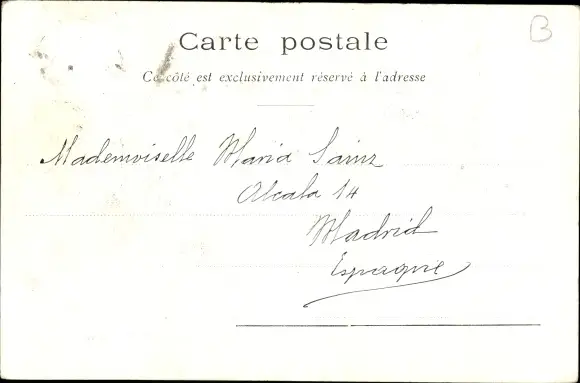 B
Carte postale
Ce côté est exclusivement réservé à l'adresse
Mademoiselle Maria Sainz
Alcala 14
Madrid
Espagne